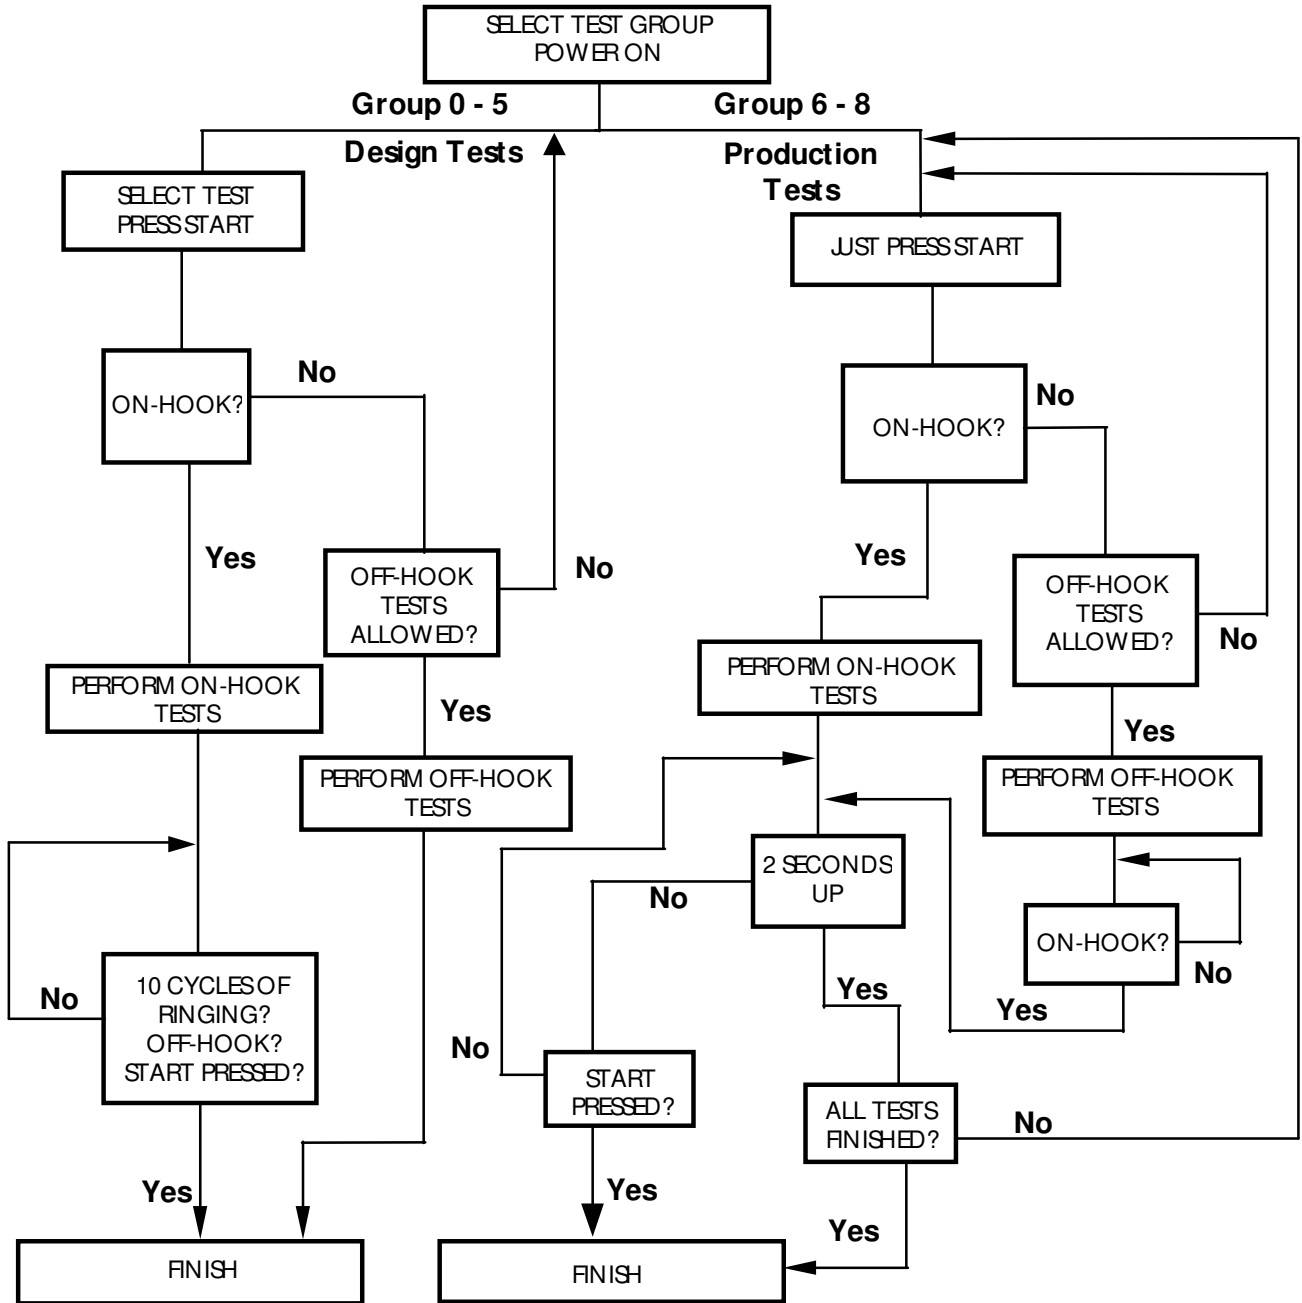 SELECT TEST GROUP
POWER ON
Group 0 - 5
Group 6 - 8
Design Tests
Production
Tests
SELECT TEST
PRESS START
JUST PRESS START
ON-HOOK?
No
ON-HOOK?
No
Yes
OFF-HOOK
TESTS
ALLOWED?
No
Yes
OFF-HOOK
TESTS
ALLOWED?
No
PERFORM ON-HOOK
TESTS
Yes
PERFORM ON-HOOK
TESTS
Yes
PERFORM OFF-HOOK
TESTS
PERFORM OFF-HOOK
TESTS
2 SECONDS
UP
No
ON-HOOK?
No
Yes
Yes
10 CYCLES OF
RINGING?
OFF-HOOK?
START PRESSED?
No
No
START
PRESSED?
ALL TESTS
FINISHED?
No
Yes
Yes
Yes
FINISH
FINISH